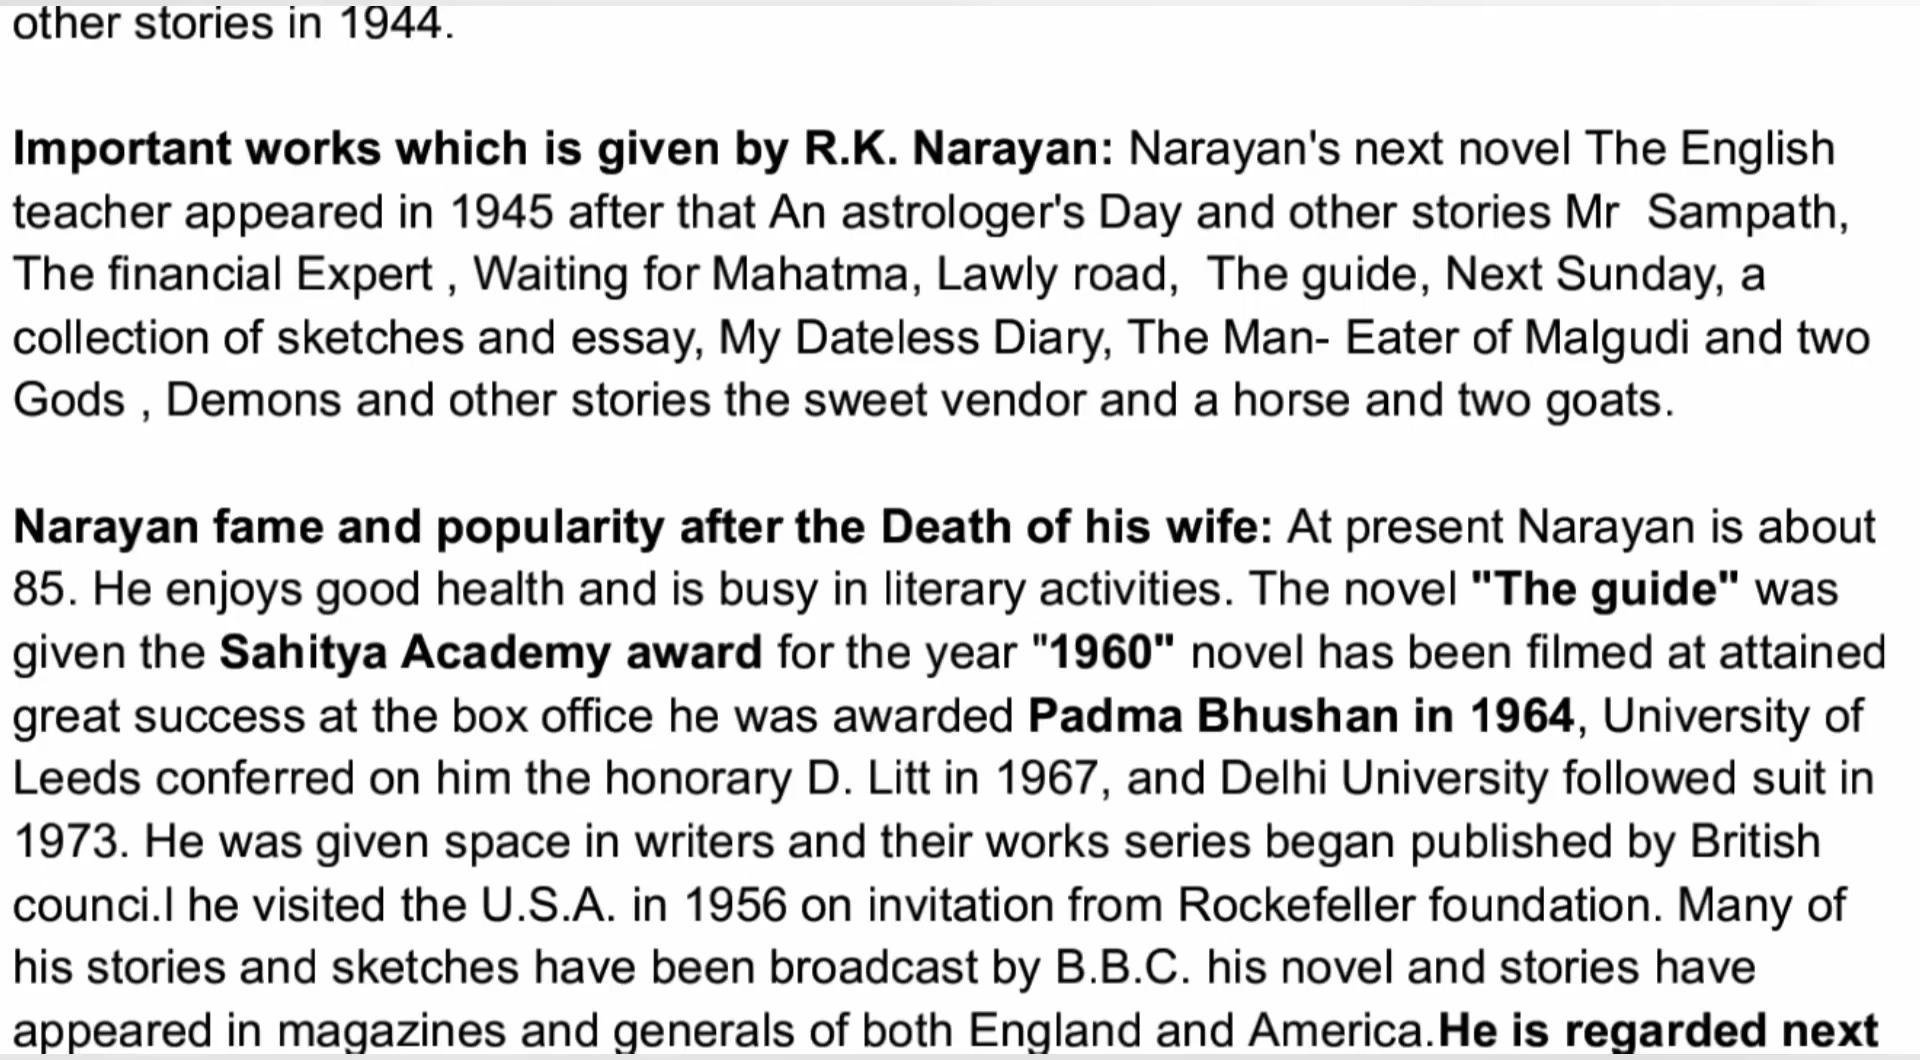 other stories in 1944.
Important works which is given by R.K. Narayan: Narayan's next novel The English
teacher appeared in 1945 after that An astrologer's Day and other stories Mr  Sampath,
The financial Expert , Waiting for Mahatma, Lawly road,  The guide, Next Sunday, a
collection of sketches and essay, My Dateless Diary, The Man- Eater of Malgudi and two
Gods , Demons and other stories the sweet vendor and a horse and two goats.
Narayan fame and popularity after the Death of his wife: At present Narayan is about
85. He enjoys good health and is busy in literary activities. The novel "The guide" was
given the Sahitya Academy award for the year "1960" novel has been filmed at attained
great success at the box office he was awarded Padma Bhushan in 1964, University of
Leeds conferred on him the honorary D. Litt in 1967, and Delhi University followed suit in
1973. He was given space in writers and their works series began published by British
counci.l he visited the U.S.A. in 1956 on invitation from Rockefeller foundation. Many of
his stories and sketches have been broadcast by B.B.C. his novel and stories have
appeared in magazines and generals of both England and America.He is regarded next